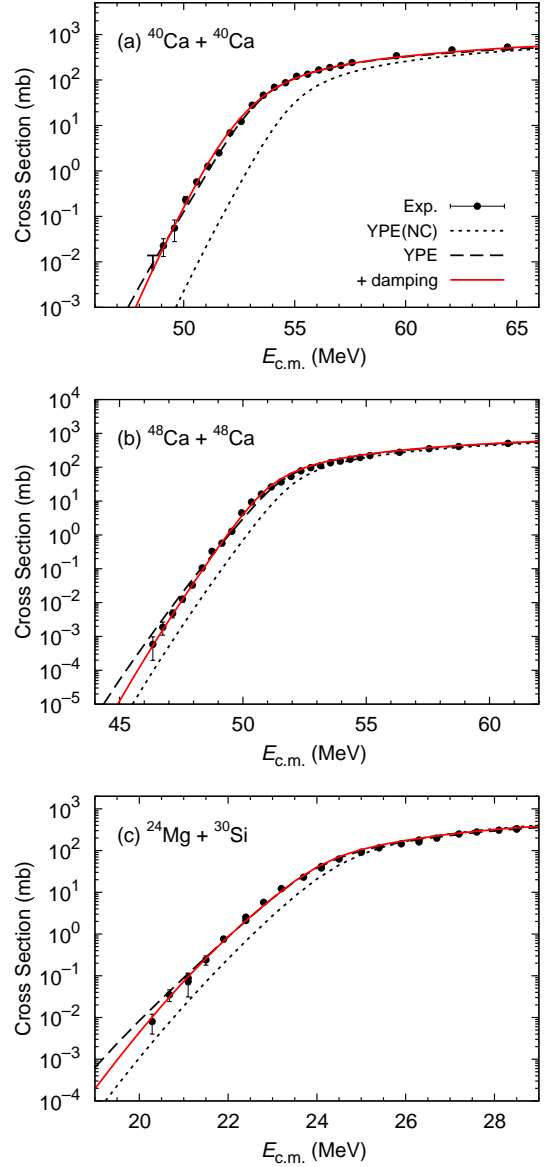 10³
10²
10¹
10⁰
10⁻¹
10⁻²
10⁻³
Cross Section (mb)
(a) ⁴⁰Ca + ⁴⁰Ca
Exp.
YPE(NC)
YPE
+ damping
50 55 60 65
E_c.m. (MeV)
10⁴
10³
10²
10¹
10⁰
10⁻¹
10⁻²
10⁻³
10⁻⁴
10⁻⁵
Cross Section (mb)
(b) ⁴⁸Ca + ⁴⁸Ca
45 50 55 60
E_c.m. (MeV)
10³
10²
10¹
10⁰
10⁻¹
10⁻²
10⁻³
10⁻⁴
Cross Section (mb)
(c) ²⁴Mg + ³⁰Si
20 22 24 26 28
E_c.m. (MeV)